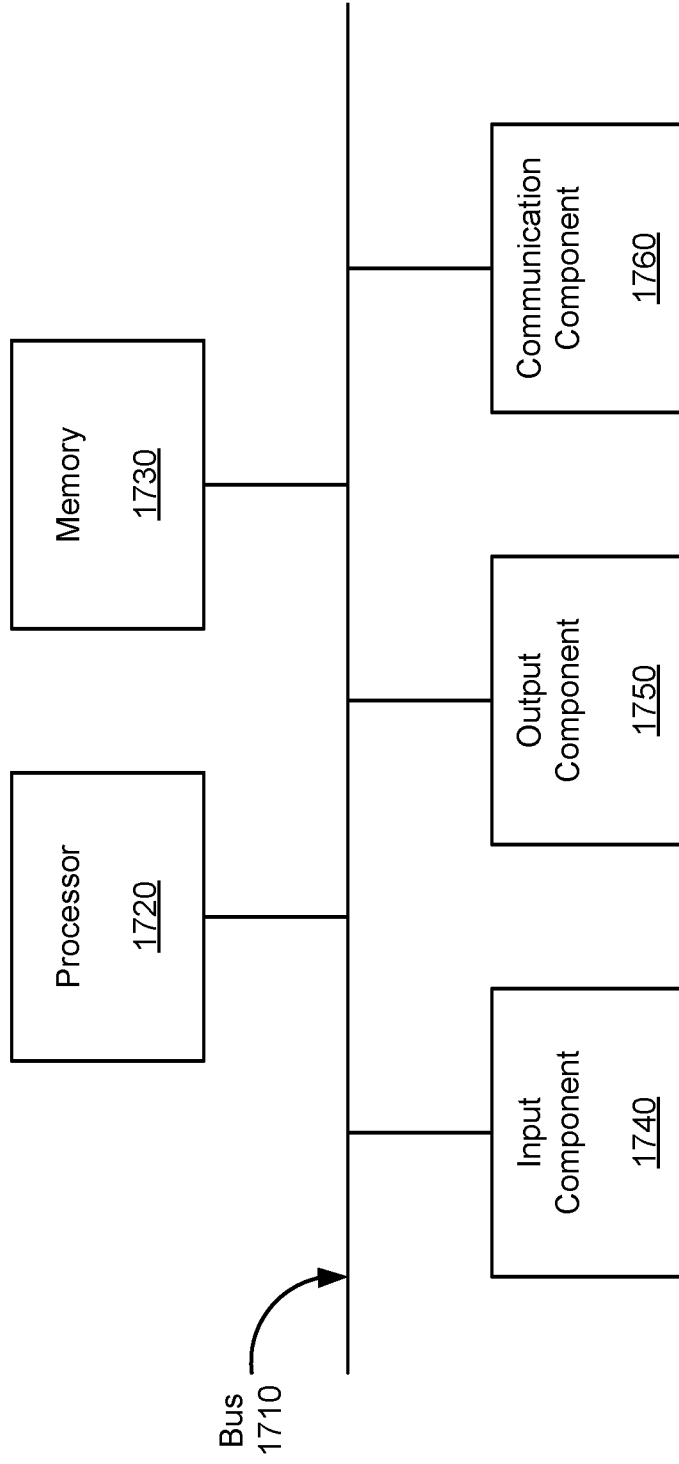 Processor
1720
Memory
1730
Bus
1710
Input
Component
1740
Output
Component
1750
Communication
Component
1760